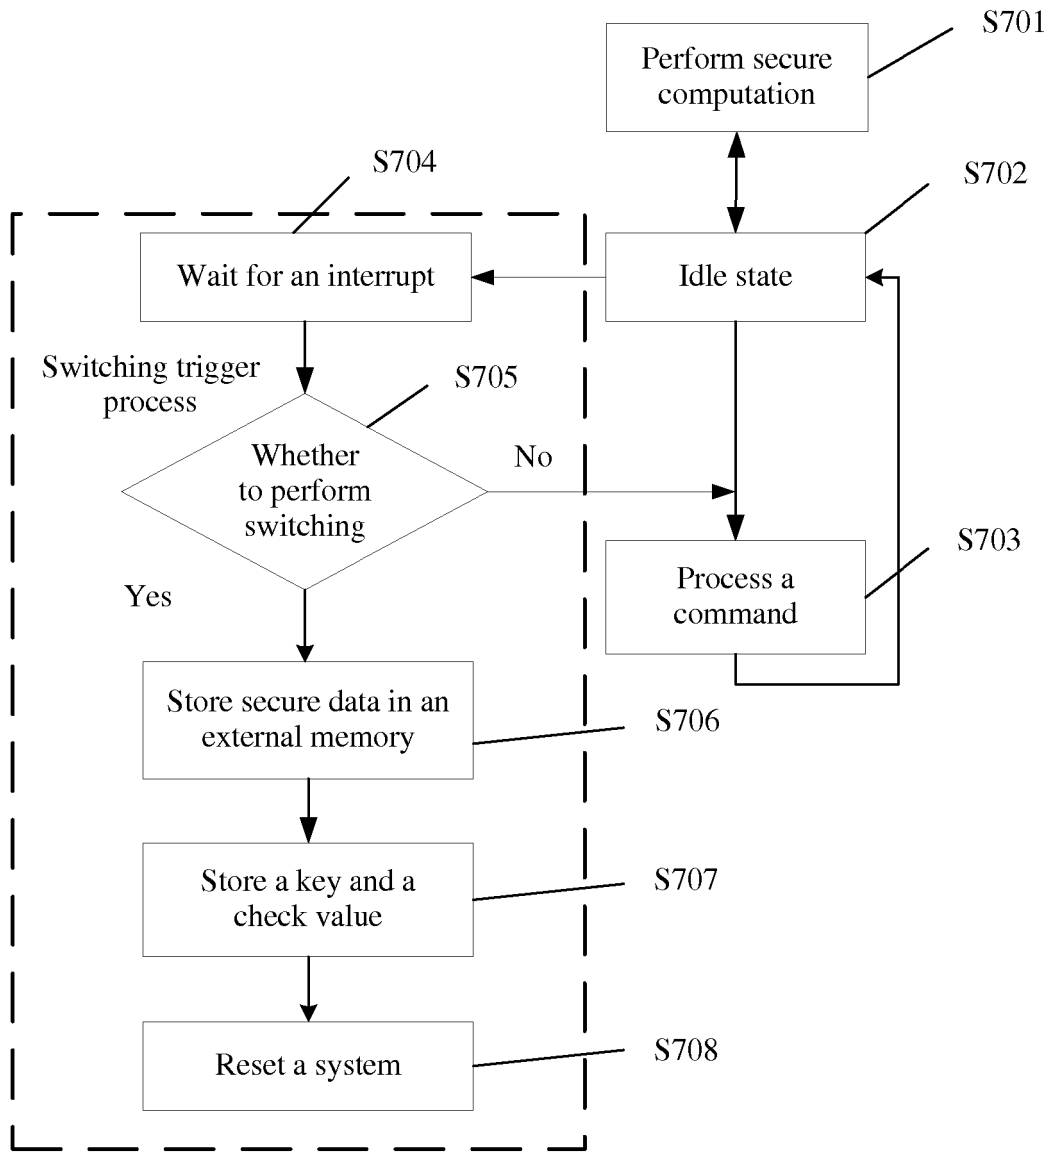 S701
Perform secure
computation
S704
S702
Wait for an interrupt
Idle state
Switching trigger
process
S705
Whether
to perform
switching
No
S703
Process a
command
Yes
Store secure data in an
external memory
S706
Store a key and a
check value
S707
Reset a system
S708